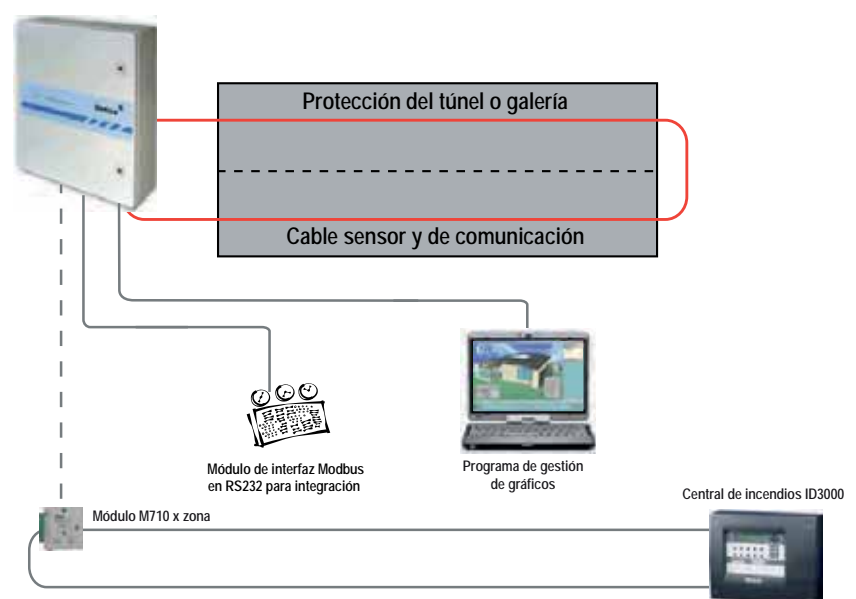 Protección del túnel o galería
Cable sensor y de comunicación
Módulo de interfaz Modbus
en RS232 para integración
Programa de gestión
de gráficos
Central de incendios ID3000
Módulo M710 x zona